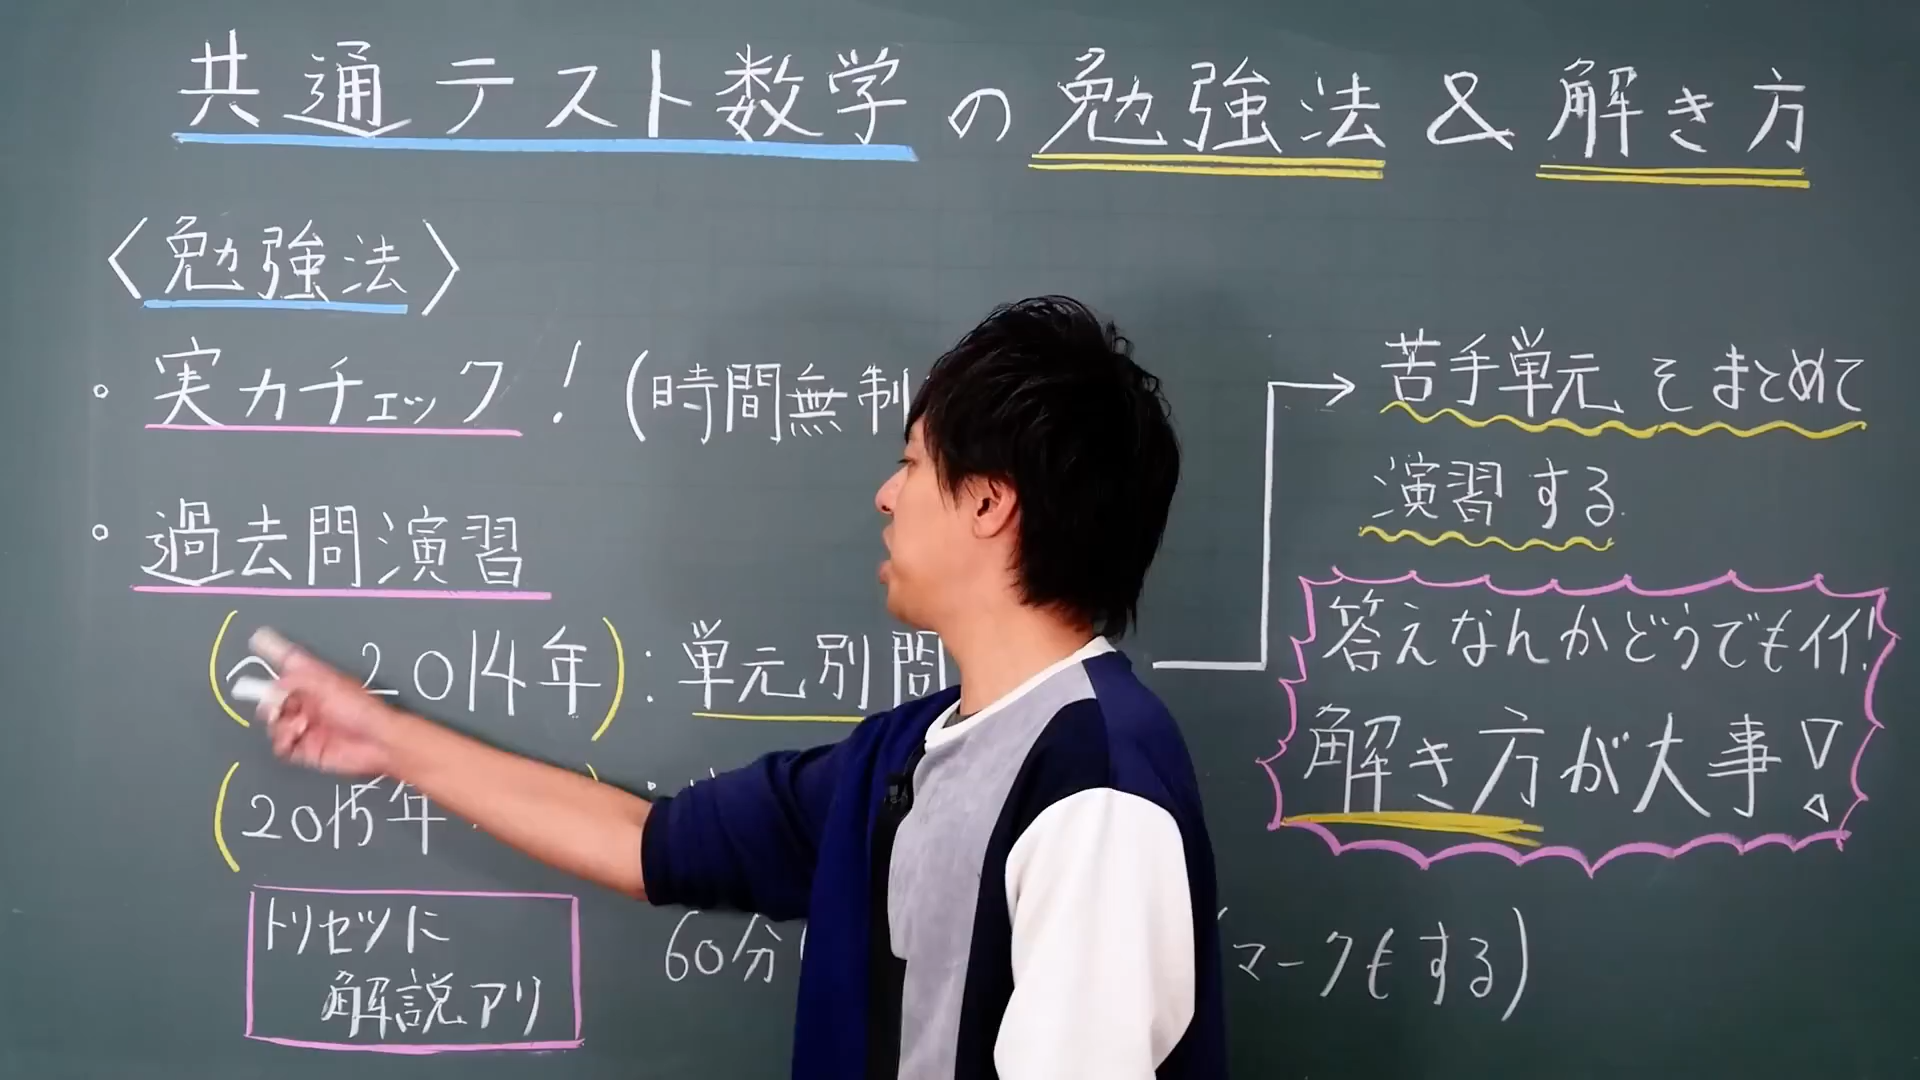 共通テスト数学の勉強法&解き方
〈勉強法〉
・実力チェック! (時間無制
・過去問演習
(～2014年):単元別問
(2015年
トリセツに
解説アリ
60分(
マークもする)
苦手単元をまとめて
演習する
答えなんかどうでもイイ!
解き方が大事!